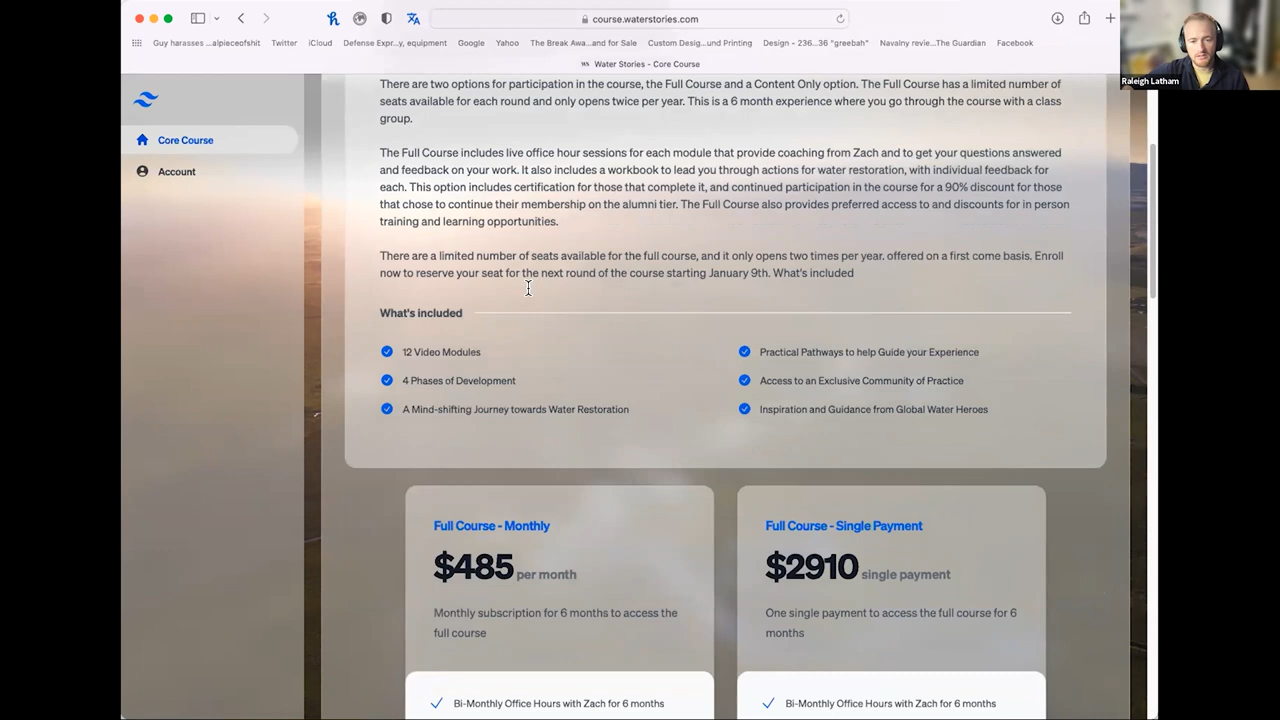 course.waterstories.com
Guy harasses ...alpieceofshit
Twitter
iCloud
Defense Expr...y, equipment
Google
Yahoo
The Break Awa...and for Sale
Custom Desig...und Printing
Design - 236...36 "greebah"
Navalny revie...The Guardian
Facebook
WS Water Stories - Core Course
Raleigh Latham
Core Course
Account
There are two options for participation in the course, the Full Course and a Content Only option. The Full Course has a limited number of
seats available for each round and only opens twice per year. This is a 6 month experience where you go through the course with a class
group.
The Full Course includes live office hour sessions for each module that provide coaching from Zach and to get your questions answered
and feedback on your work. It also includes a workbook to lead you through actions for water restoration, with individual feedback for
each. This option includes certification for those that complete it, and continued participation in the course for a 90% discount for those
that chose to continue their membership on the alumni tier. The Full Course also provides preferred access to and discounts for in person
training and learning opportunities.
There are a limited number of seats available for the full course, and it only opens two times per year. offered on a first come basis. Enroll
now to reserve your seat for the next round of the course starting January 9th. What's included
What's included
12 Video Modules
Practical Pathways to help Guide your Experience
4 Phases of Development
Access to an Exclusive Community of Practice
A Mind-shifting Journey towards Water Restoration
Inspiration and Guidance from Global Water Heroes
Full Course - Monthly
$485 per month
Monthly subscription for 6 months to access the
full course
Bi-Monthly Office Hours with Zach for 6 months
Full Course - Single Payment
$2910 single payment
One single payment to access the full course for 6
months
Bi-Monthly Office Hours with Zach for 6 months